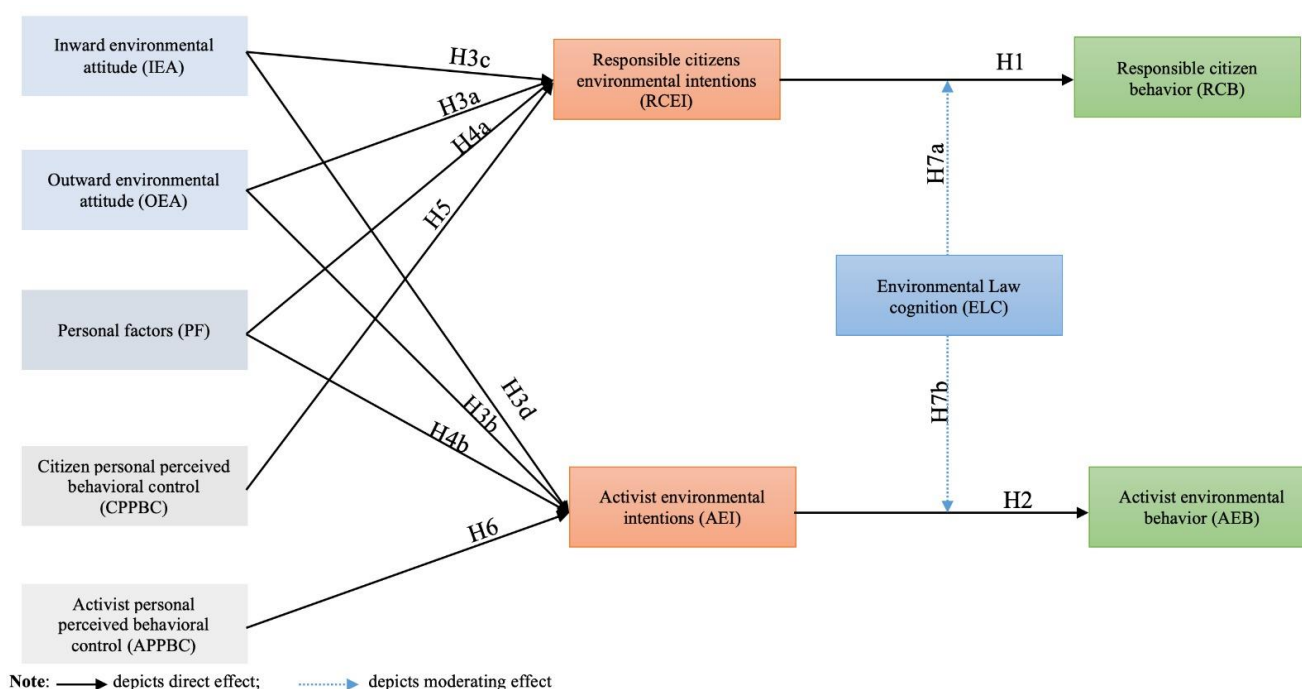 Inward environmental
attitude (IEA)
Outward environmental
attitude (OEA)
Personal factors (PF)
Citizen personal perceived
behavioral control
(CPPBC)
Activist personal
perceived behavioral
control (APPBC)
H3c
H3a
H4a
H5
H3d
H3b
H4b
H6
Responsible citizens
environmental intentions
(RCEI)
Activist environmental
intentions (AEI)
H1
H7a
Environmental Law
cognition (ELC)
H7b
H2
Responsible citizen
behavior (RCB)
Activist environmental
behavior (AEB)
Note: depicts direct effect; depicts moderating effect